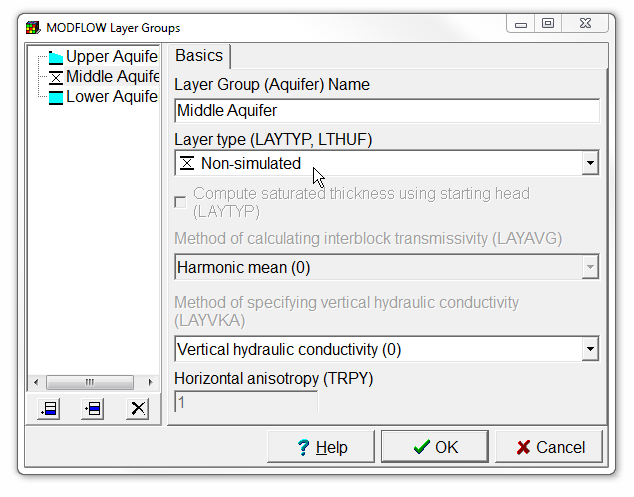 MODFLOW Layer Groups
Upper Aquife
Middle Aquife
Lower Aquife
Basics
Layer Group (Aquifer) Name
Middle Aquifer
Layer type (LAYTYP, LTHUF)
Non-simulated
Compute saturated thickness using starting head
(LAYTYP)
Method of calculating interblock transmissivity (LAYAVG)
Harmonic mean (0)
Method of specifying vertical hydraulic conductivity
(LAYVKA)
Vertical hydraulic conductivity (0)
Horizontal anisotropy (TRPY)
1
? Help
OK
Cancel